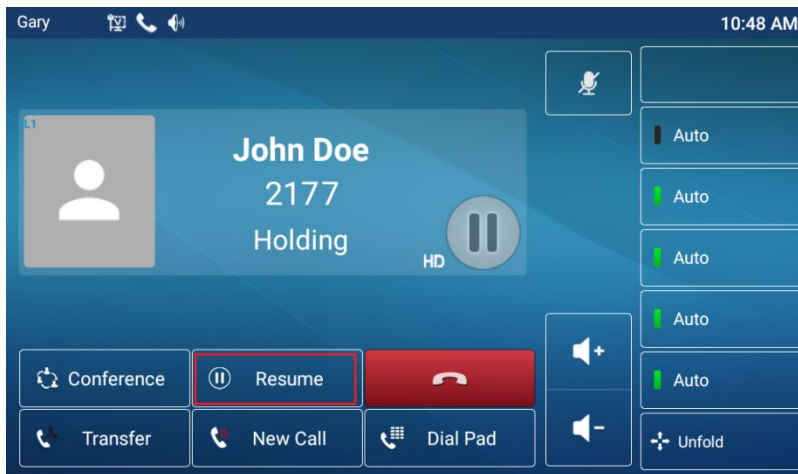 Gary
10:48 AM
L1
John Doe
2177
Holding
HD
Auto
Auto
Auto
Auto
Auto
Conference
Resume
Transfer
New Call
Dial Pad
Unfold